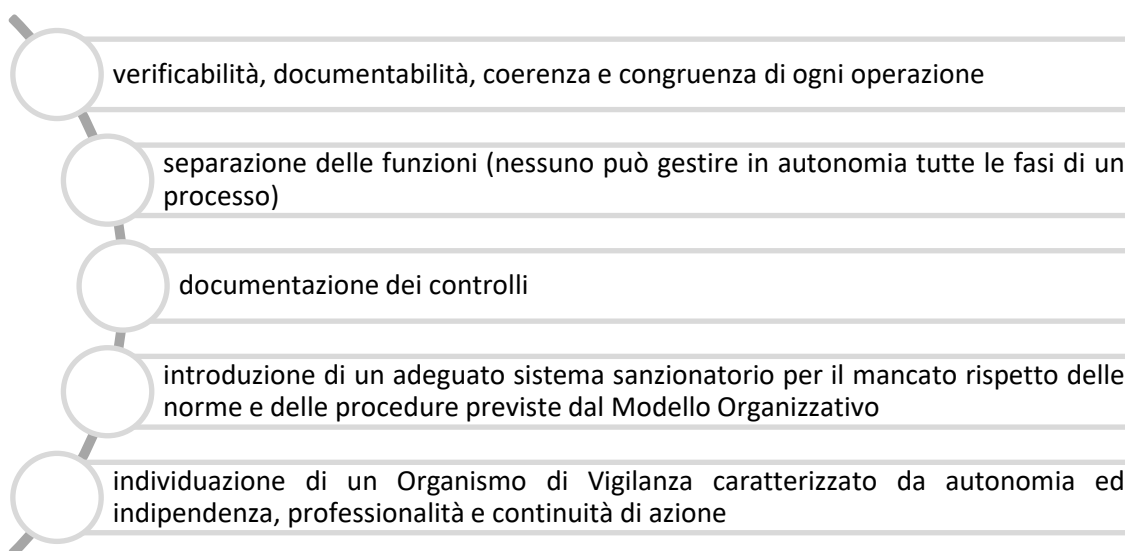 verificabilità, documentabilità, coerenza e congruenza di ogni operazione
separazione delle funzioni (nessuno può gestire in autonomia tutte le fasi di un
processo)
documentazione dei controlli
introduzione di un adeguato sistema sanzionatorio per il mancato rispetto delle
norme e delle procedure previste dal Modello Organizzativo
individuazione di un Organismo di Vigilanza caratterizzato da autonomia ed
indipendenza, professionalità e continuità di azione